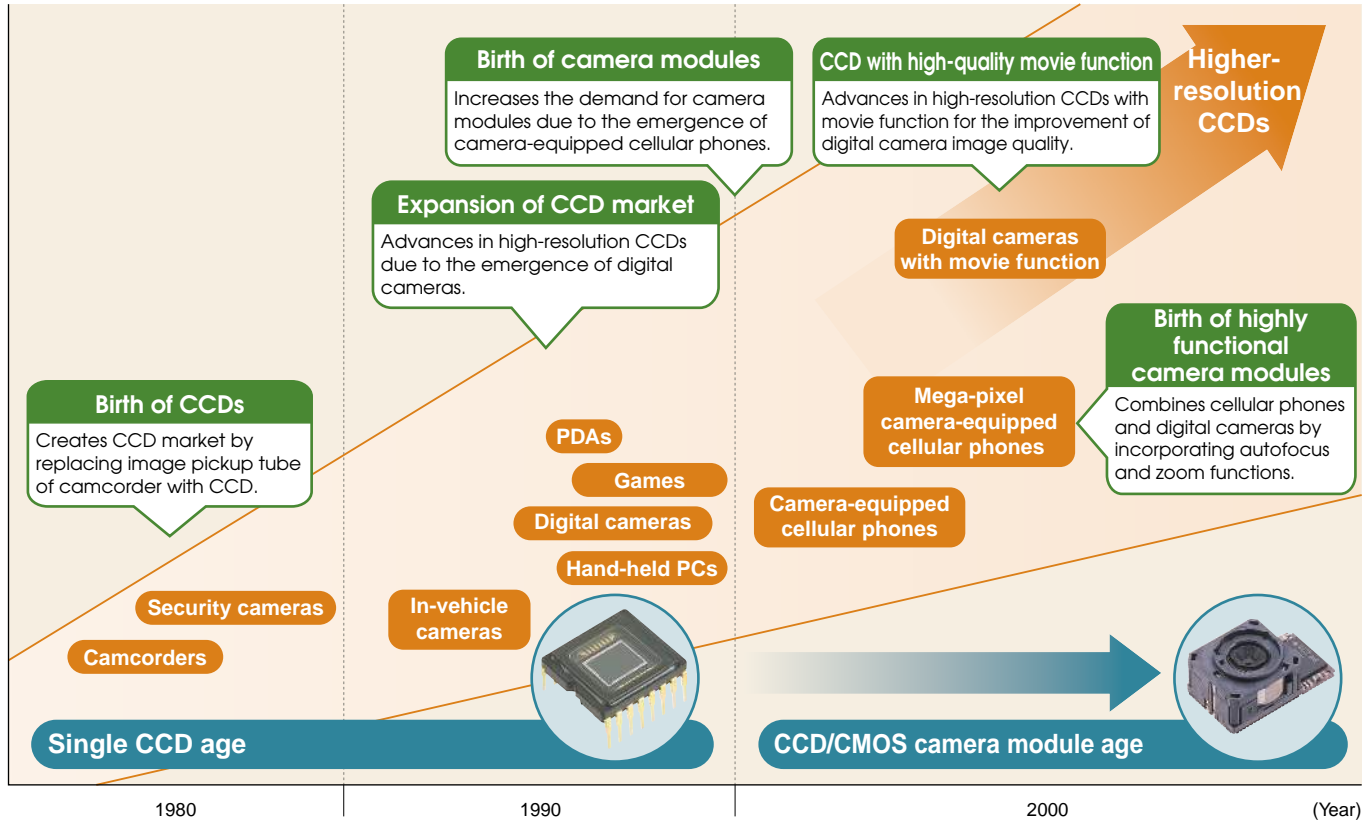 Birth of camera modules
Increases the demand for camera
modules due to the emergence of
camera-equipped cellular phones.
CCD with high-quality movie function
Advances in high-resolution CCDs with
movie function for the improvement of
digital camera image quality.
Higher-
resolution
CCDs
Expansion of CCD market
Advances in high-resolution CCDs
due to the emergence of digital
cameras.
Digital cameras
with movie function
Birth of highly
functional
camera modules
Combines cellular phones
and digital cameras by
incorporating autofocus
and zoom functions.
Birth of CCDs
Creates CCD market by
replacing image pickup tube
of camcorder with CCD.
Mega-pixel
camera-equipped
cellular phones
PDAs
Games
Digital cameras
Hand-held PCs
Camera-equipped
cellular phones
Security cameras
Camcorders
In-vehicle
cameras
Single CCD age
CCD/CMOS camera module age
1980
1990
2000
(Year)